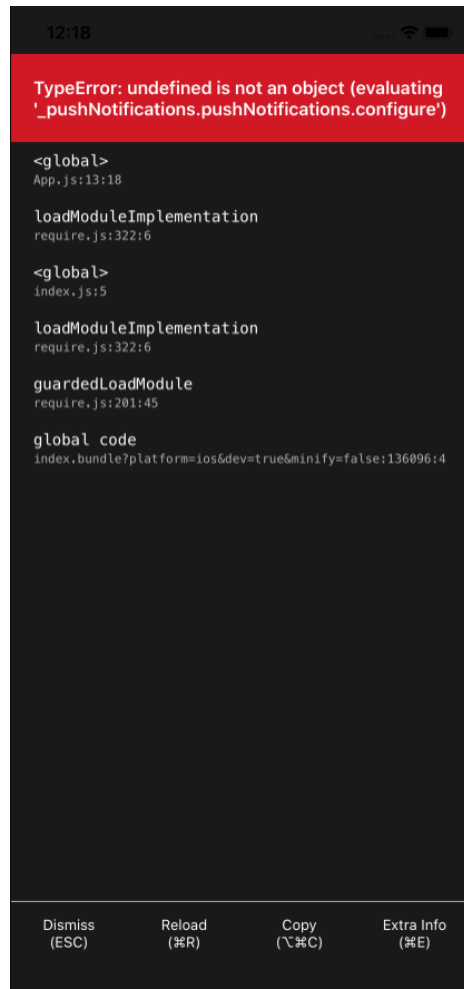 12:18
TypeError: undefined is not an object (evaluating
'_pushNotifications.pushNotifications.configure')
<global>
App.js:13:18
loadModuleImplementation
require.js:322:6
<global>
index.js:5
loadModuleImplementation
require.js:322:6
guardedLoadModule
require.js:201:45
global code
index.bundle?platform=ios&dev=true&minify=false:136096:4
Dismiss Reload Copy Extra Info
(ESC) (⌘R) (⌥⌘C) (⌘E)